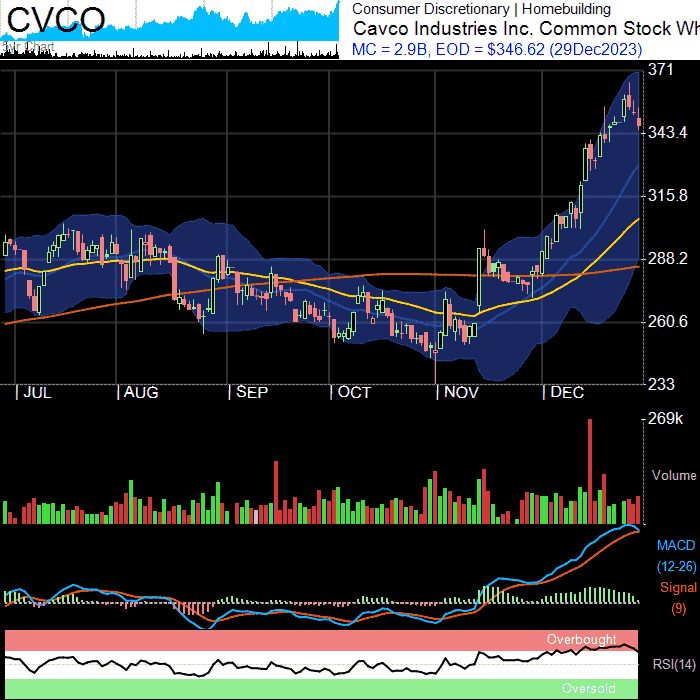 CVCO
5yr Chart
Consumer Discretionary | Homebuilding
Cavco Industries Inc. Common Stock Wh
MC = 2.9B, EOD = $346.62 (29Dec2023)
371
343.4
315.8
288.2
260.6
233
| JUL | AUG | SEP | OCT | NOV | DEC
269k
Volume
MACD
(12-26)
Signal
(9)
Overbought
RSI(14)
Oversold